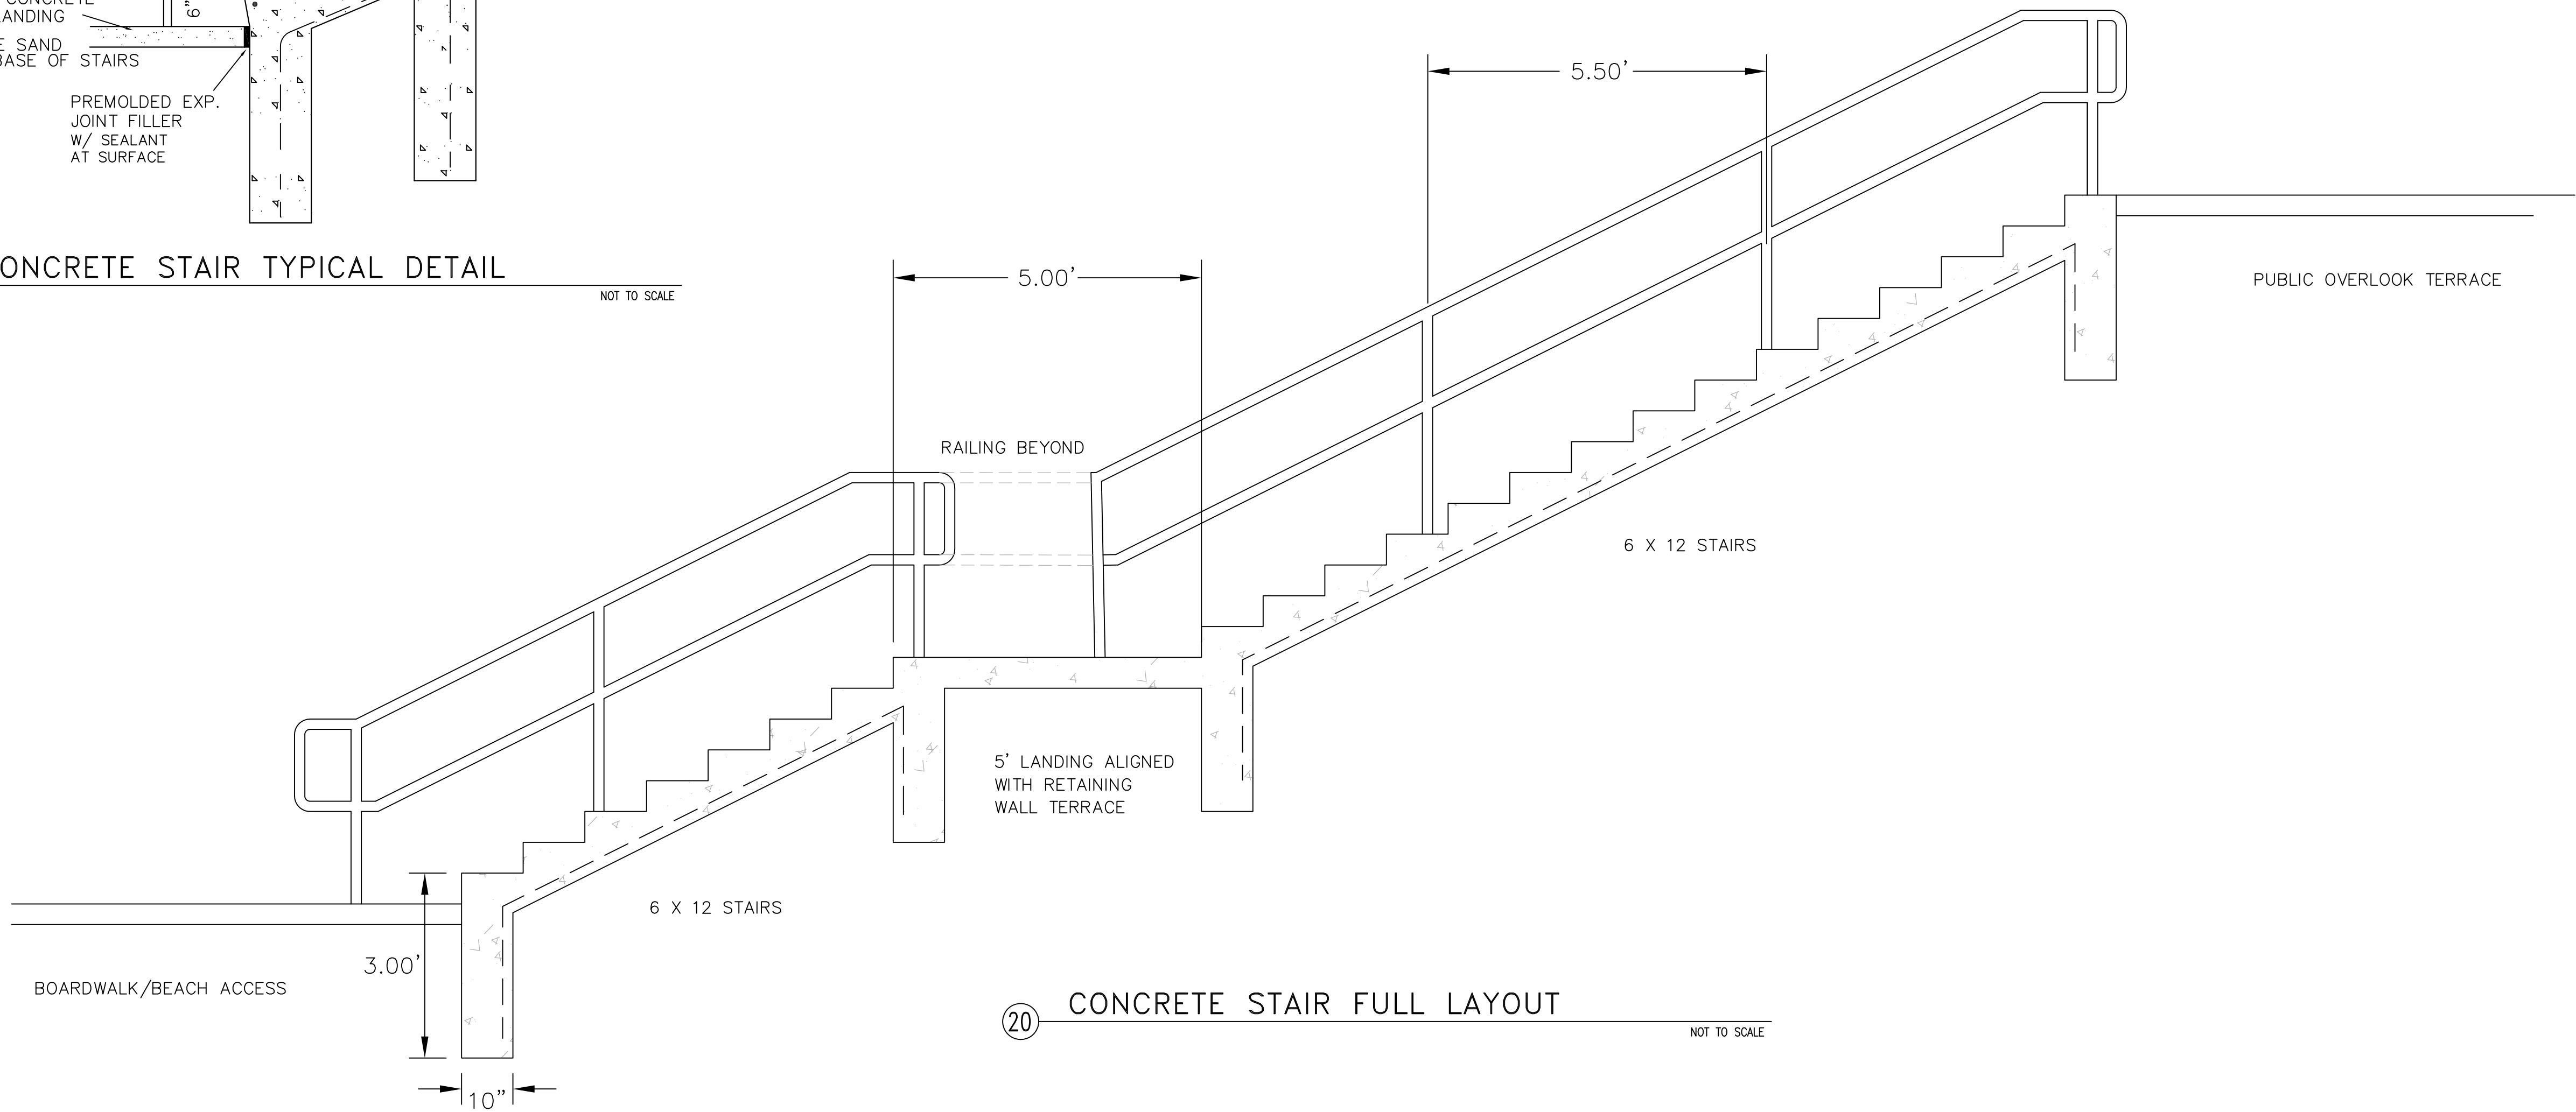 CONCRETE
LANDING
6"
E SAND
BASE OF STAIRS
PREMOLDED EXP.
JOINT FILLER
W/ SEALANT
AT SURFACE
ONCRETE STAIR TYPICAL DETAIL
NOT TO SCALE
5.50'
5.00'
PUBLIC OVERLOOK TERRACE
RAILING BEYOND
6 X 12 STAIRS
5' LANDING ALIGNED
WITH RETAINING
WALL TERRACE
6 X 12 STAIRS
3.00'
BOARDWALK/BEACH ACCESS
10"
20
CONCRETE STAIR FULL LAYOUT
NOT TO SCALE